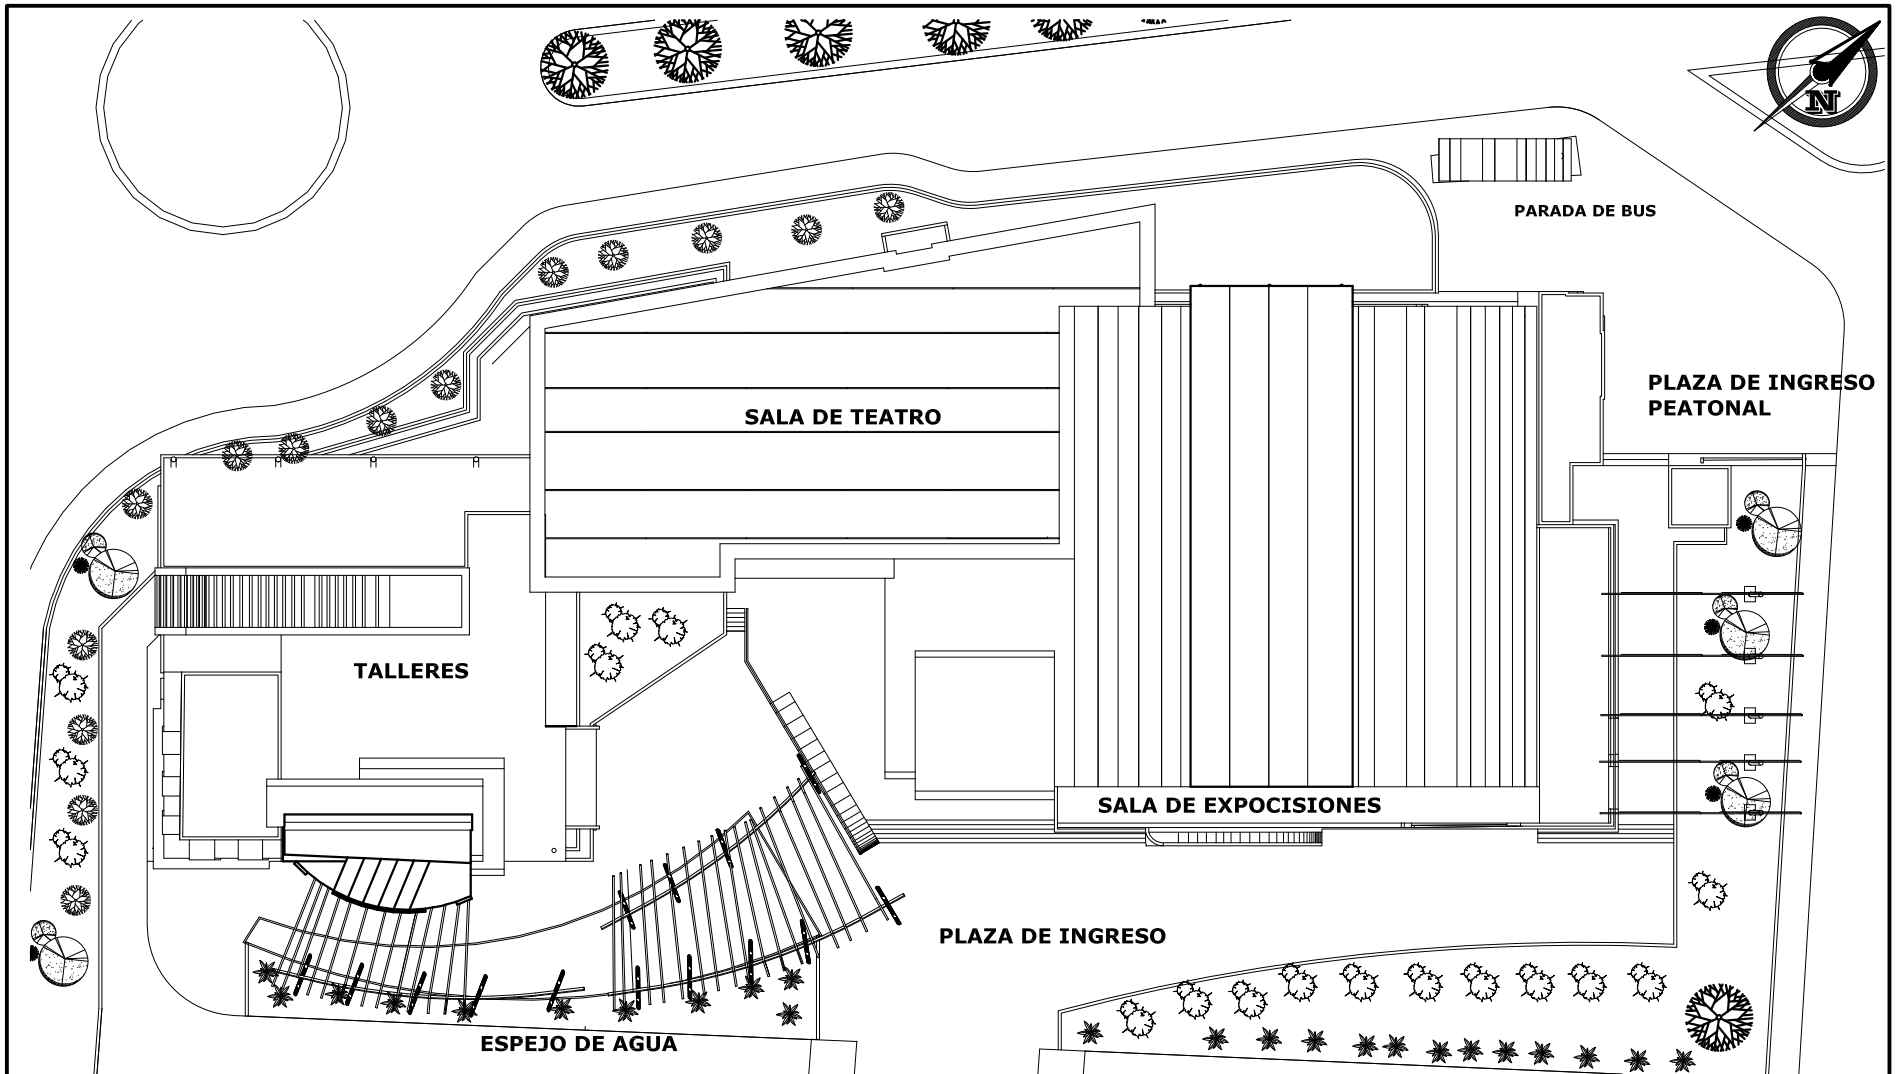 N
PARADA DE BUS
PLAZA DE INGRESO
PEATONAL
SALA DE TEATRO
TALLERES
SALA DE EXPOCISIONES
PLAZA DE INGRESO
ESPEJO DE AGUA